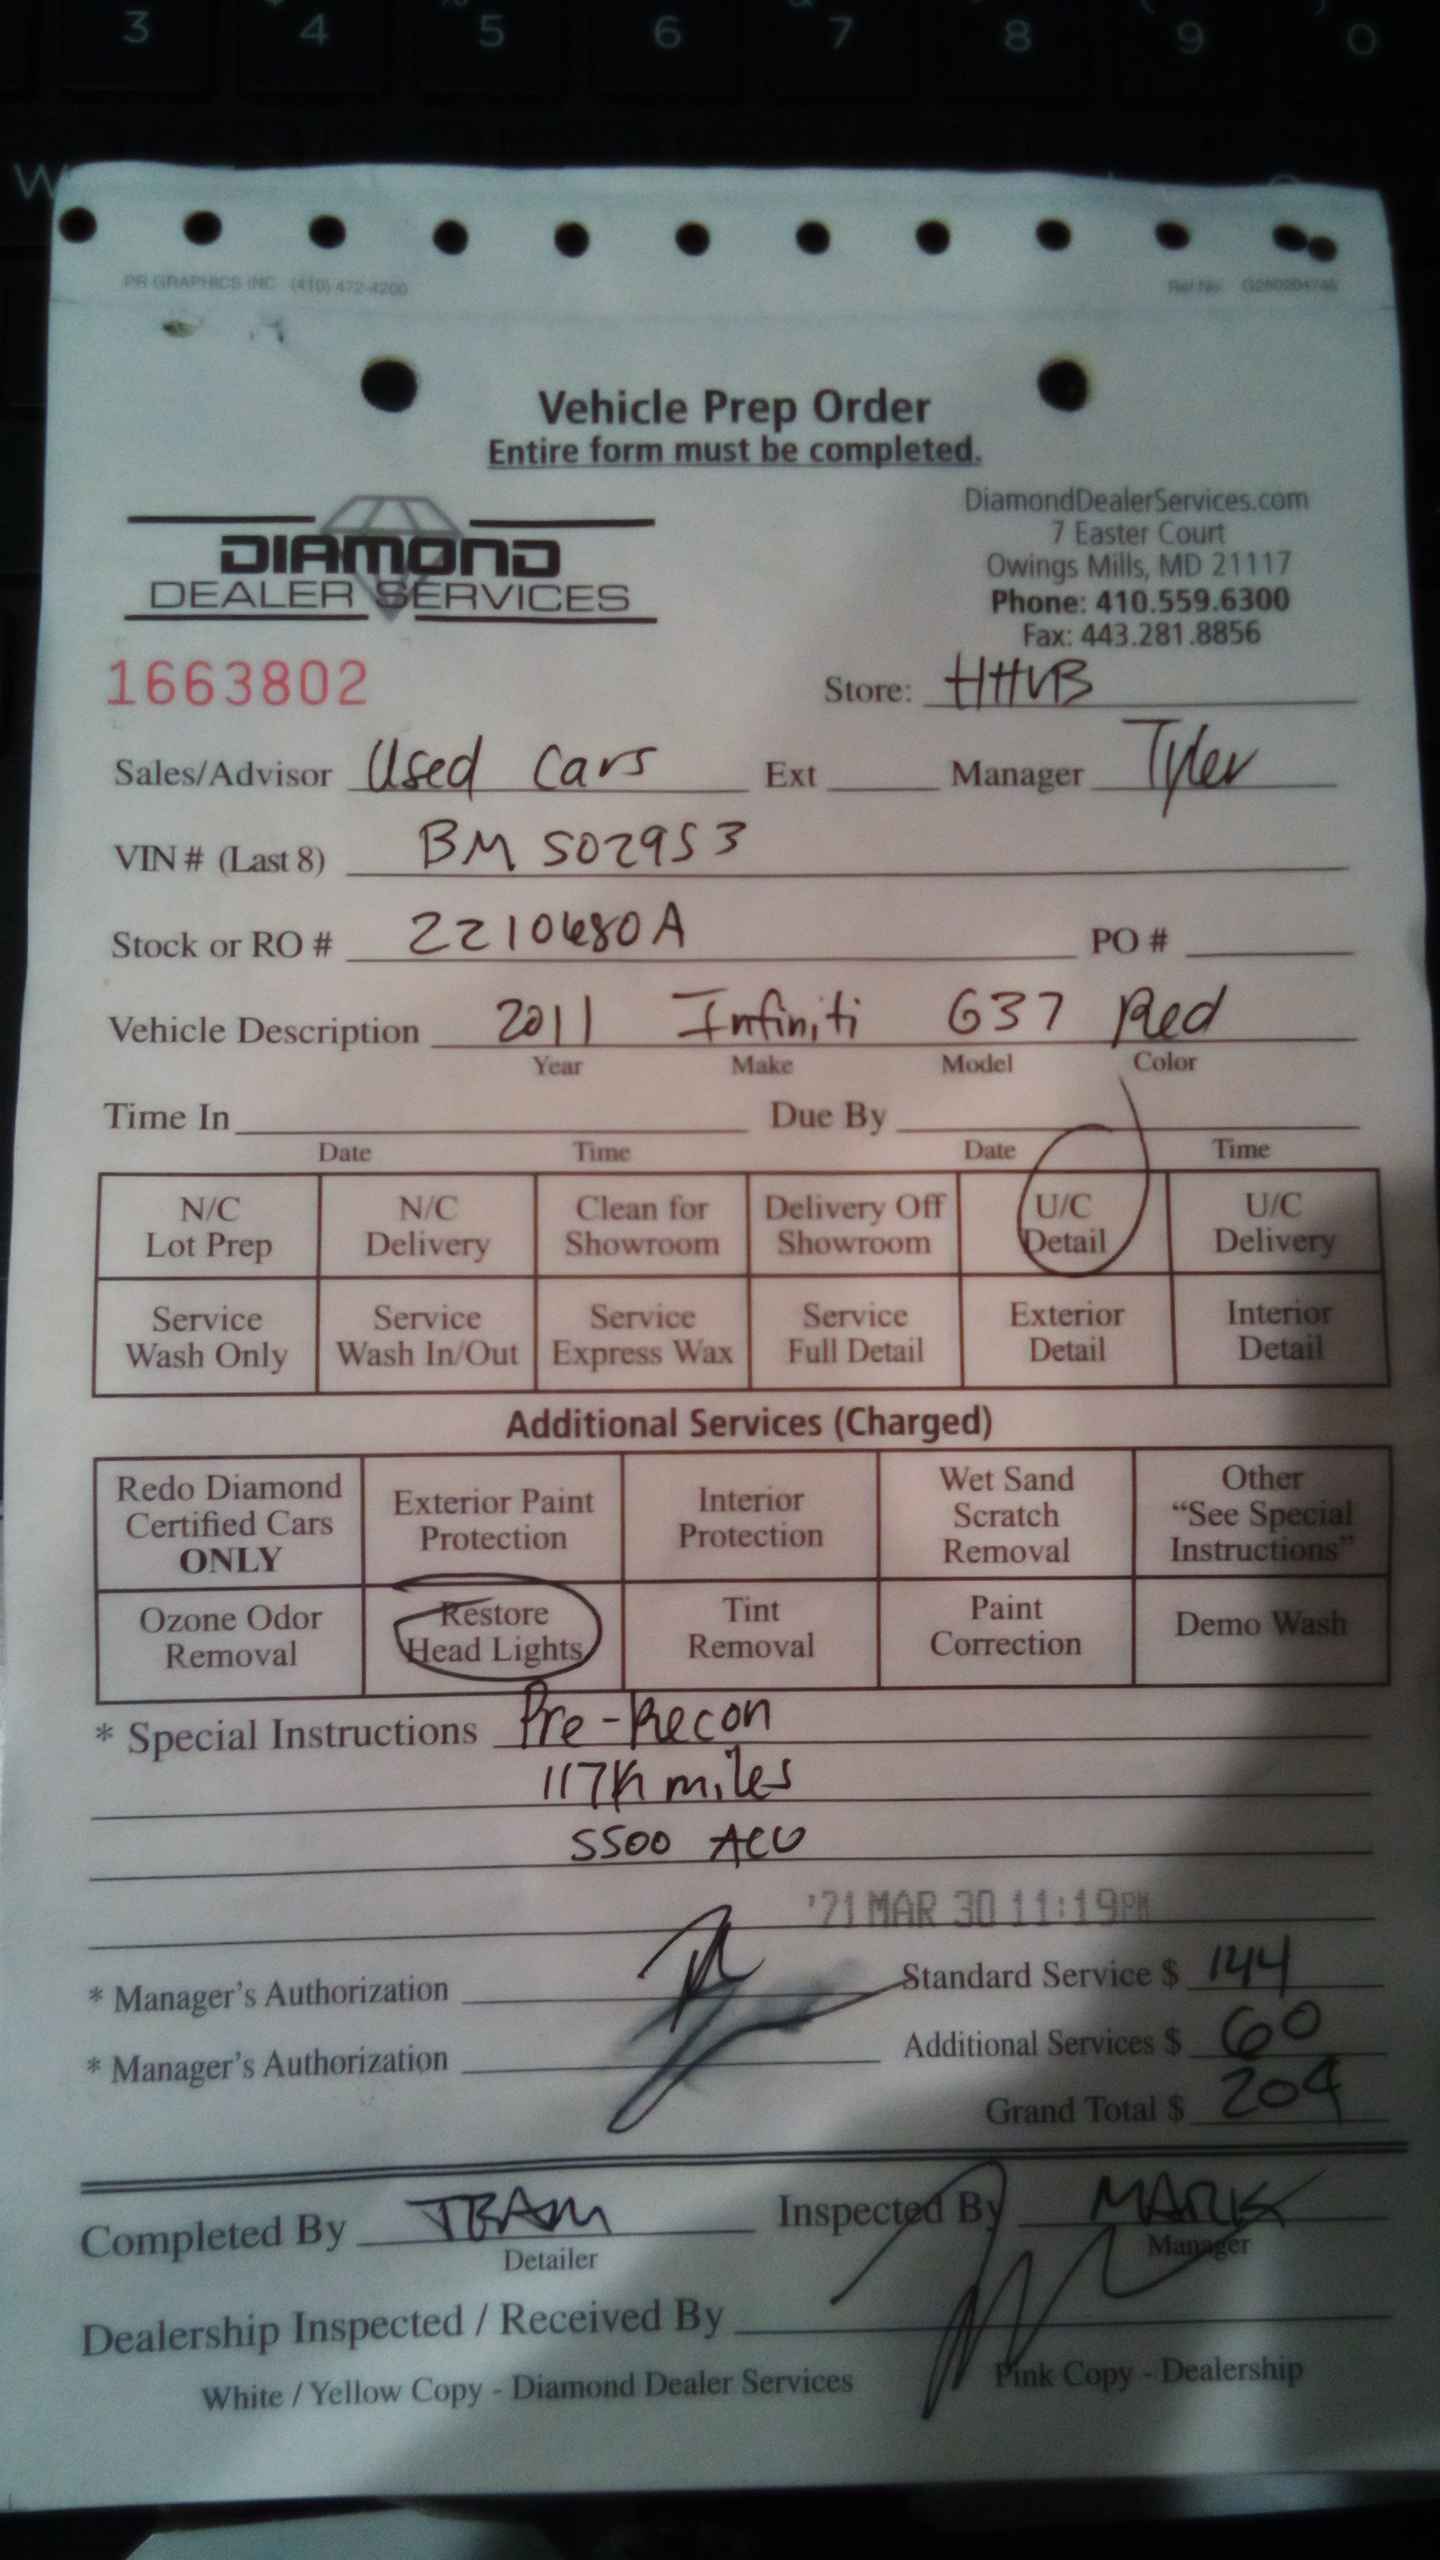 3 4 5 6 7 8 9 0
W
PR GRAPHICS INC (410) 472-4200 Ref No
Vehicle Prep Order
Entire form must be completed.
DIAMOND
DEALER SERVICES
DiamondDealerServices.com
7 Easter Court
Owings Mills, MD 21117
Phone: 410.559.6300
Fax: 443.281.8856
1663802
Store: HHVB
Sales/Advisor Used Cars Ext Manager Tyler
VIN # (Last 8) BM 502953
Stock or RO # 2210680A PO #
Vehicle Description 2011 Infiniti G37 Red
Year Make Model Color
Time In Due By
Date Time Date Time
N/C Lot Prep N/C Delivery Clean for Showroom Delivery Off Showroom U/C Detail U/C Delivery
Service Wash Only Service Wash In/Out Service Express Wax Service Full Detail Exterior Detail Interior Detail
Additional Services (Charged)
Redo Diamond Certified Cars ONLY Exterior Paint Protection Interior Protection Wet Sand Scratch Removal Other "See Special Instructions"
Ozone Odor Removal Restore Head Lights Tint Removal Paint Correction Demo Wash
* Special Instructions Pre-Recon
117K miles
5500 ACV
'21 MAR 30 11:19PM
* Manager's Authorization Standard Service $ 144
* Manager's Authorization Additional Services $ 60
Grand Total $ 204
Completed By TEAM Inspected By MARK
Detailer Manager
Dealership Inspected / Received By
White / Yellow Copy - Diamond Dealer Services Pink Copy - Dealership